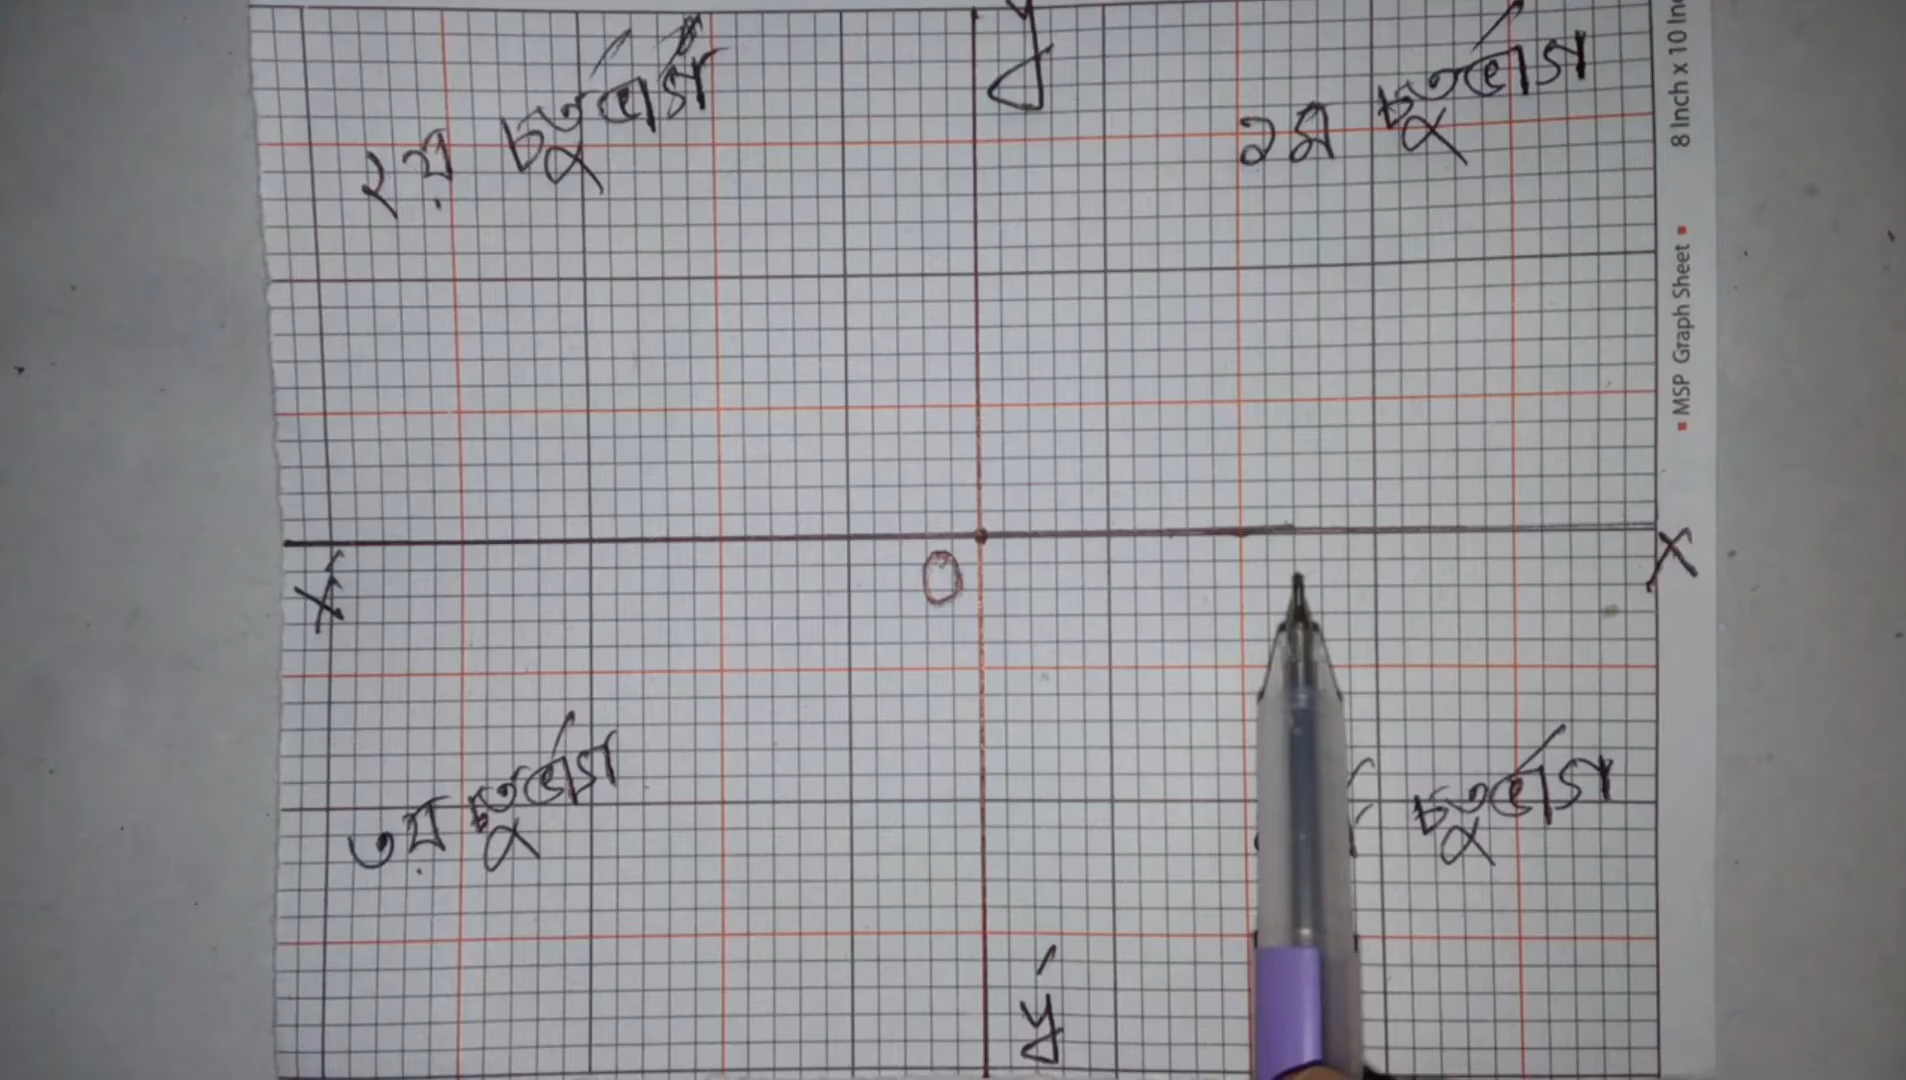 y
২য় চতুর্ভাগ
১ম চতুর্ভাগ
8 Inch x 10 Inc
MSP Graph Sheet
X'
O
X
৩য় চতুর্ভাগ
চতুর্ভাগ
y'